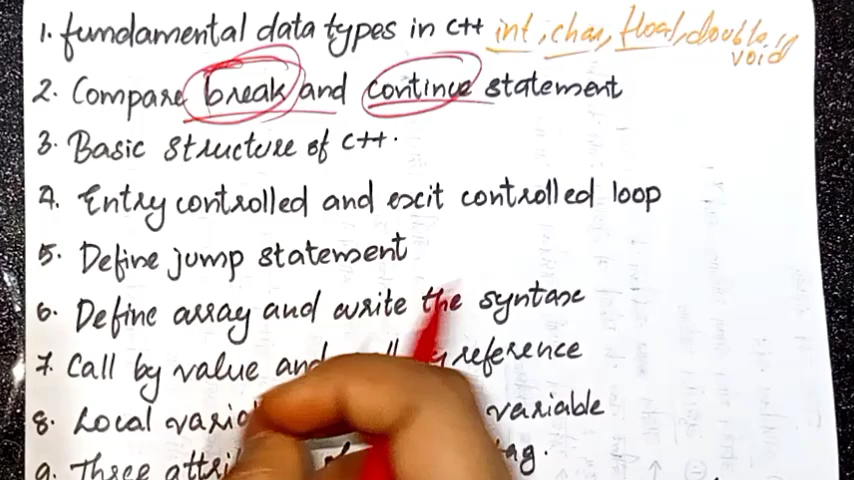 1. fundamental data types in C++ int, char, float, double, void
2. Compare break and continue statement
3. Basic structure of C++.
4. Entry controlled and exit controlled loop
5. Define jump statement
6. Define array and write the syntax
7. Call by value and reference
8. Local variable
9. Three tag.